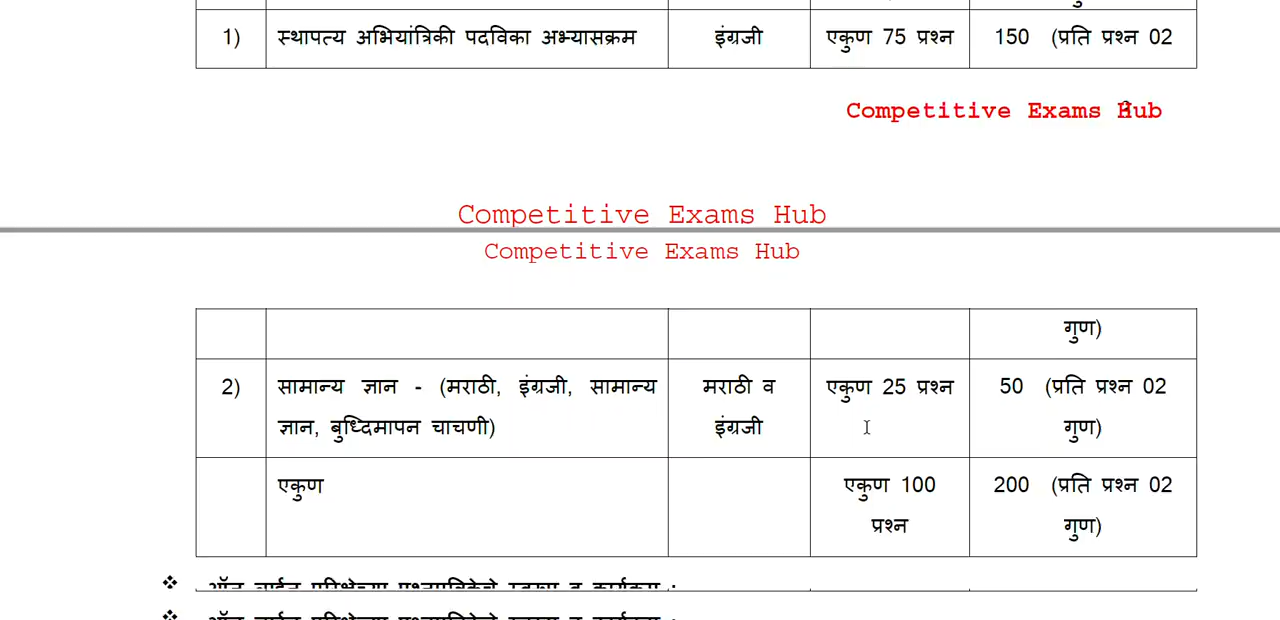 1) स्थापत्य अभियांत्रिकी पदविका अभ्यासक्रम इंग्रजी एकुण 75 प्रश्न 150 (प्रति प्रश्न 02
Competitive Exams Hub
Competitive Exams Hub
Competitive Exams Hub
गुण)
2) सामान्य ज्ञान - (मराठी, इंग्रजी, सामान्य मराठी व एकुण 25 प्रश्न 50 (प्रति प्रश्न 02
ज्ञान, बुध्दिमापन चाचणी) इंग्रजी गुण)
एकुण एकुण 100 200 (प्रति प्रश्न 02
प्रश्न गुण)